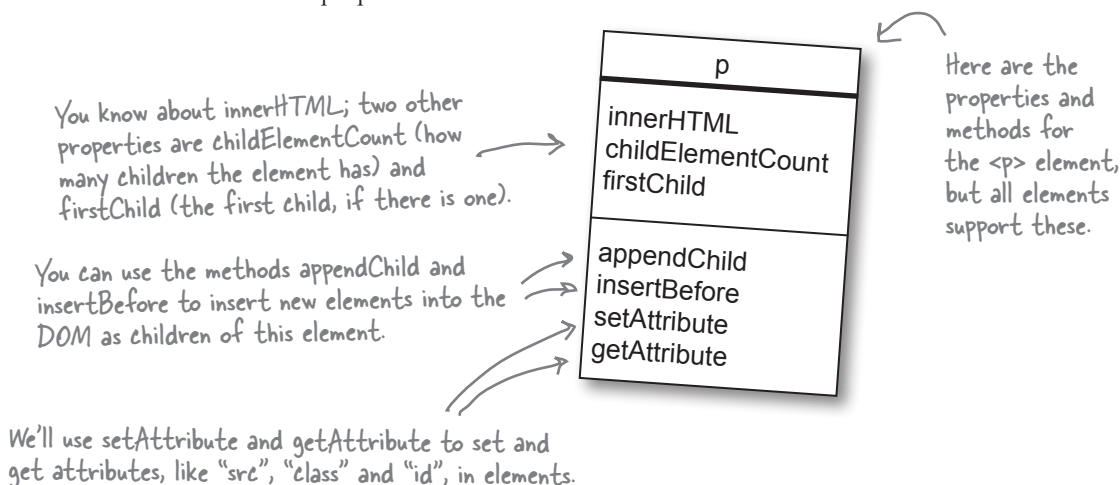 p
innerHTML
childElementCount
firstChild
appendChild
insertBefore
setAttribute
getAttribute
Here are the
properties and
methods for
the <p> element,
but all elements
support these.
You know about innerHTML; two other
properties are childElementCount (how
many children the element has) and
firstChild (the first child, if there is one).
You can use the methods appendChild and
insertBefore to insert new elements into the
DOM as children of this element.
We'll use setAttribute and getAttribute to set and
get attributes, like "src", "class" and "id", in elements.